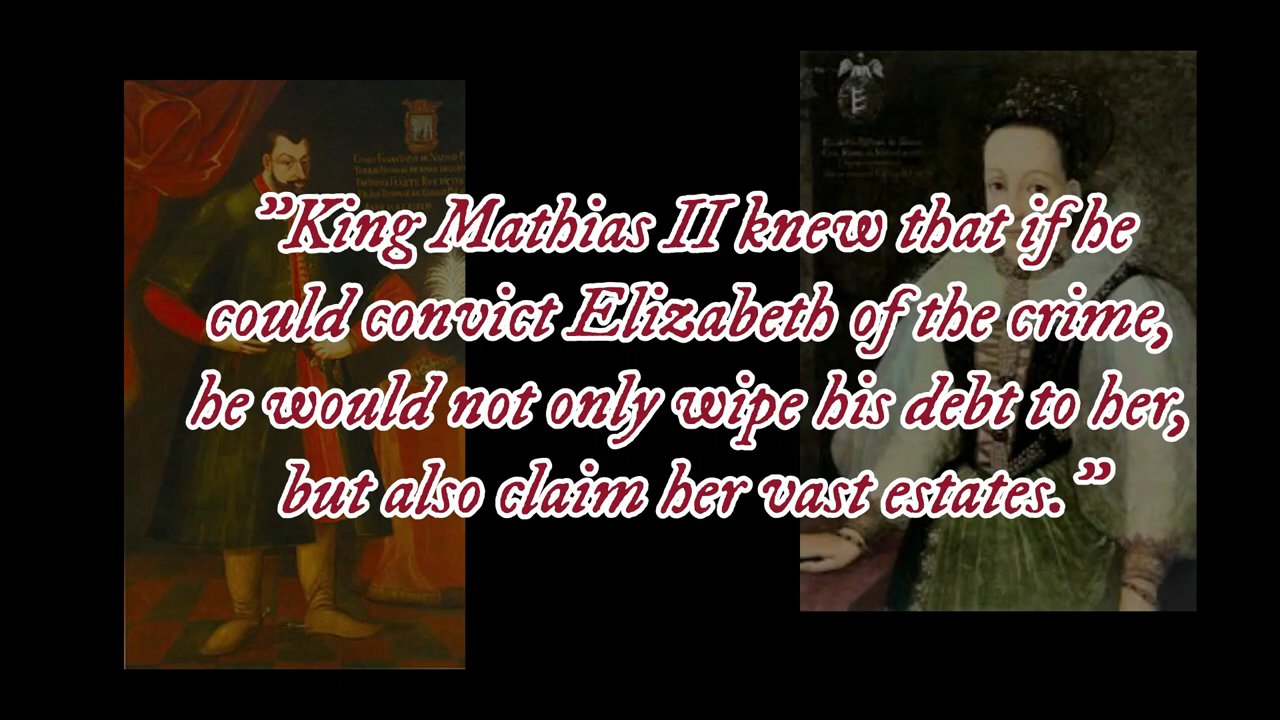 ”King Mathias II knew that if he
could convict Elizabeth of the crime,
he would not only wipe his debt to her,
but also claim her vast estates.”